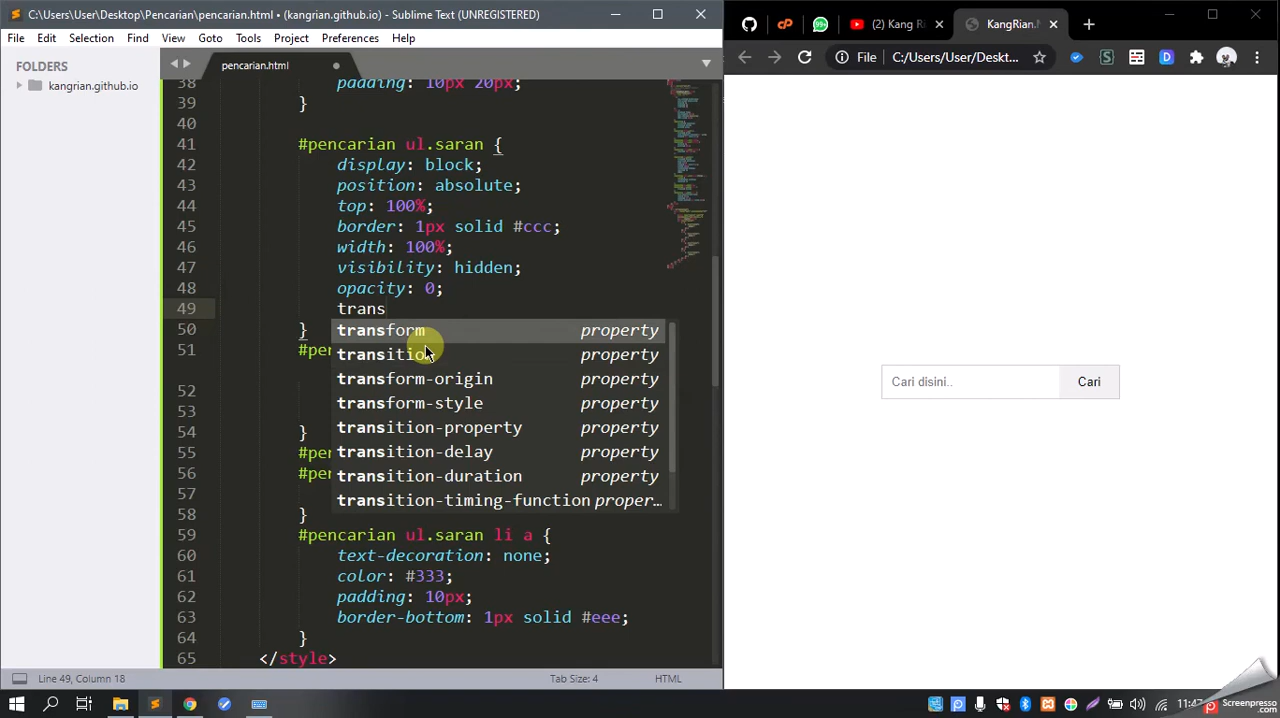 C:\Users\User\Desktop\Pencarian\pencarian.html • (kangrian.github.io) - Sublime Text (UNREGISTERED)
File Edit Selection Find View Goto Tools Project Preferences Help
FOLDERS
kangrian.github.io
pencarian.html
38 padding: 10px 20px;
39 }
40
41 #pencarian ul.saran {
42 display: block;
43 position: absolute;
44 top: 100%;
45 border: 1px solid #ccc;
46 width: 100%;
47 visibility: hidden;
48 opacity: 0;
49 trans
50 }
transform property
51 #pe
transition property
transform-origin property
52
transform-style property
53
54 }
transition-property property
55 #pe
transition-delay property
56 #pe
transition-duration property
57
transition-timing-function proper…
58 }
59 #pencarian ul.saran li a {
60 text-decoration: none;
61 color: #333;
62 padding: 10px;
63 border-bottom: 1px solid #eee;
64 }
65 </style>
Line 49, Column 18
Tab Size: 4
HTML
(2) Kang R
KangRian.N
File
C:/Users/User/Deskt...
Cari disini..
Cari
11:47
Screenpresso
.com